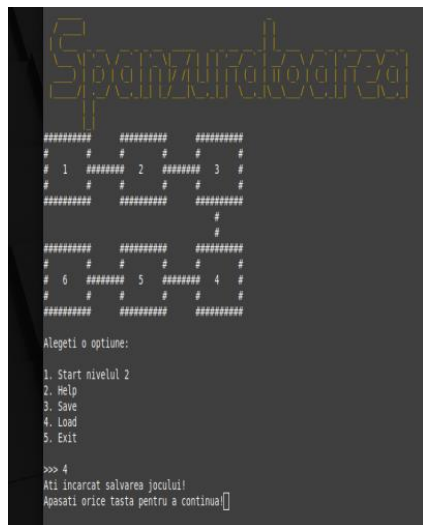 Spanzuratoarea
1 2 3
6 5 4
Alegeti o optiune:
1. Start nivelul 2
2. Help
3. Save
4. Load
5. Exit
>>> 4
Ati incarcat salvarea jocului!
Apasati orice tasta pentru a continua!